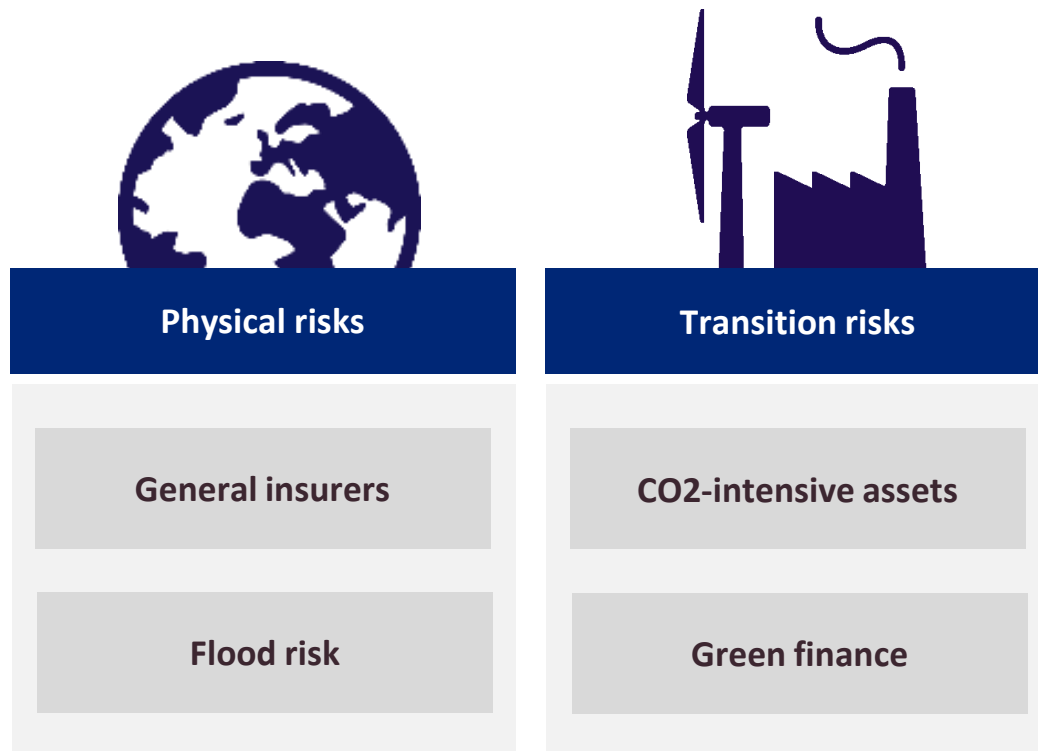 Physical risks
General insurers
Flood risk
Transition risks
CO2-intensive assets
Green finance